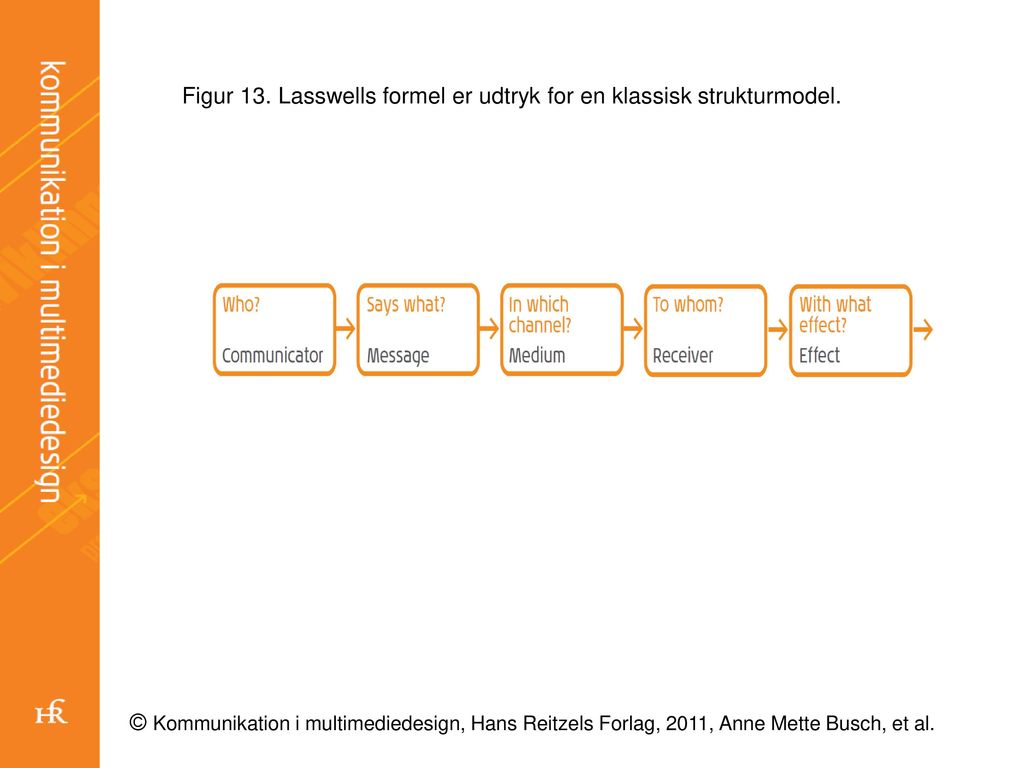 kommunikation i multimediedesign
Figur 13. Lasswells formel er udtryk for en klassisk strukturmodel.
Who?
Communicator
Says what?
Message
In which
channel?
Medium
To whom?
Receiver
With what
effect?
Effect
© Kommunikation i multimediedesign, Hans Reitzels Forlag, 2011, Anne Mette Busch, et al.